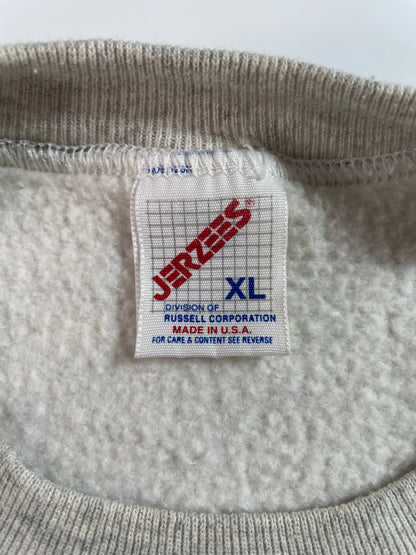 JERZEES®
XL
DIVISION OF
RUSSELL CORPORATION
MADE IN U.S.A.
FOR CARE & CONTENT SEE REVERSE